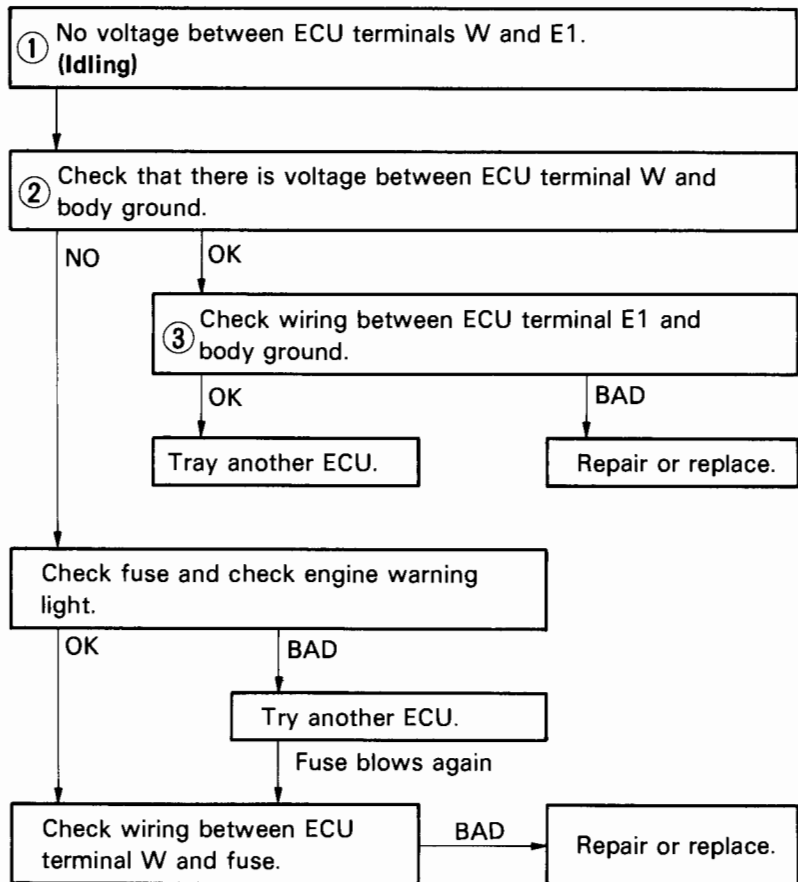 ① No voltage between ECU terminals W and E1.
(Idling)
② Check that there is voltage between ECU terminal W and
body ground.
NO
OK
③ Check wiring between ECU terminal E1 and
body ground.
OK
BAD
Tray another ECU.
Repair or replace.
Check fuse and check engine warning
light.
OK
BAD
Try another ECU.
Fuse blows again
Check wiring between ECU
terminal W and fuse.
BAD
Repair or replace.